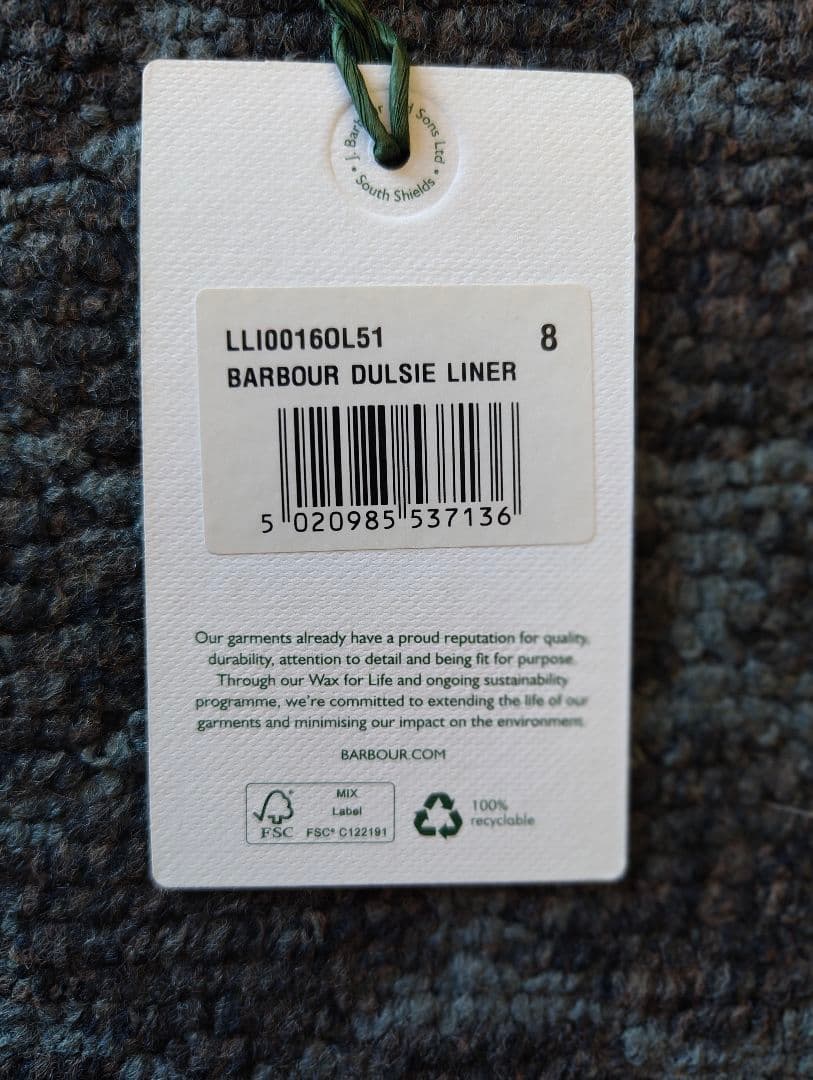 J. Bar Sons Ltd • South Shields •
LLI0016OL51 8
BARBOUR DULSIE LINER
5 020985 537136
Our garments already have a proud reputation for quality,
durability, attention to detail and being fit for purpose.
Through our Wax for Life and ongoing sustainability
programme, we're committed to extending the life of our
garments and minimising our impact on the environment.
BARBOUR.COM
MIX
Label
FSC FSC® C122191
100%
recyclable